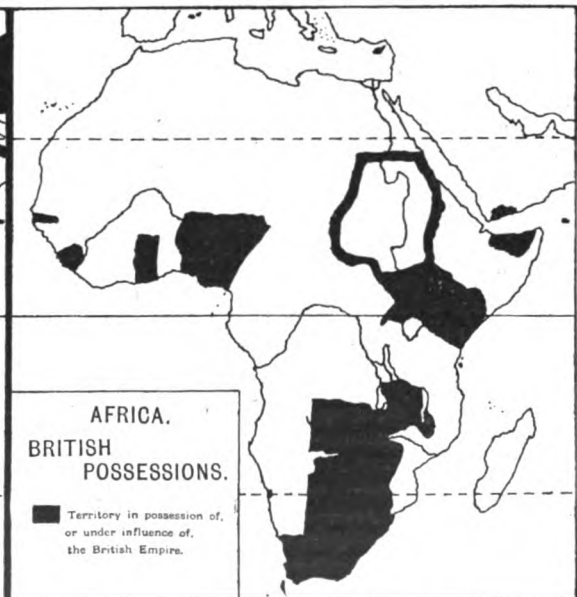 AFRICA.
BRITISH
POSSESSIONS.
Territory in possession of,
or under influence of,
the British Empire.